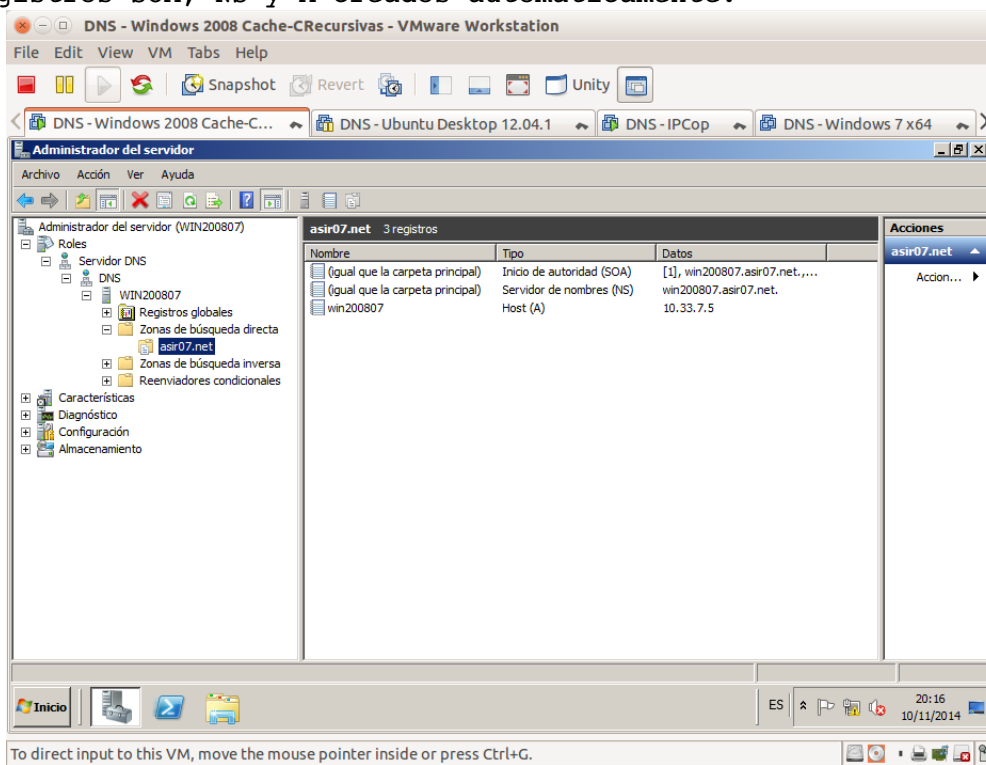 gistros SOA, NS y A creados automáticamente.
DNS - Windows 2008 Cache-CRecursivas - VMware Workstation
File Edit View VM Tabs Help
Snapshot Revert Unity
DNS - Windows 2008 Cache-C... DNS - Ubuntu Desktop 12.04.1 DNS - IPCop DNS - Windows 7 x64
Administrador del servidor
Archivo Acción Ver Ayuda
Administrador del servidor (WIN200807)
Roles
Servidor DNS
DNS
WIN200807
Registros globales
Zonas de búsqueda directa
asir07.net
Zonas de búsqueda inversa
Reenviadores condicionales
Características
Diagnóstico
Configuración
Almacenamiento
asir07.net 3 registros
Nombre Tipo Datos
(igual que la carpeta principal) Inicio de autoridad (SOA) [1], win200807.asir07.net.,...
(igual que la carpeta principal) Servidor de nombres (NS) win200807.asir07.net.
win200807 Host (A) 10.33.7.5
Acciones
asir07.net
Accion...
Inicio
ES
20:16
10/11/2014
To direct input to this VM, move the mouse pointer inside or press Ctrl+G.